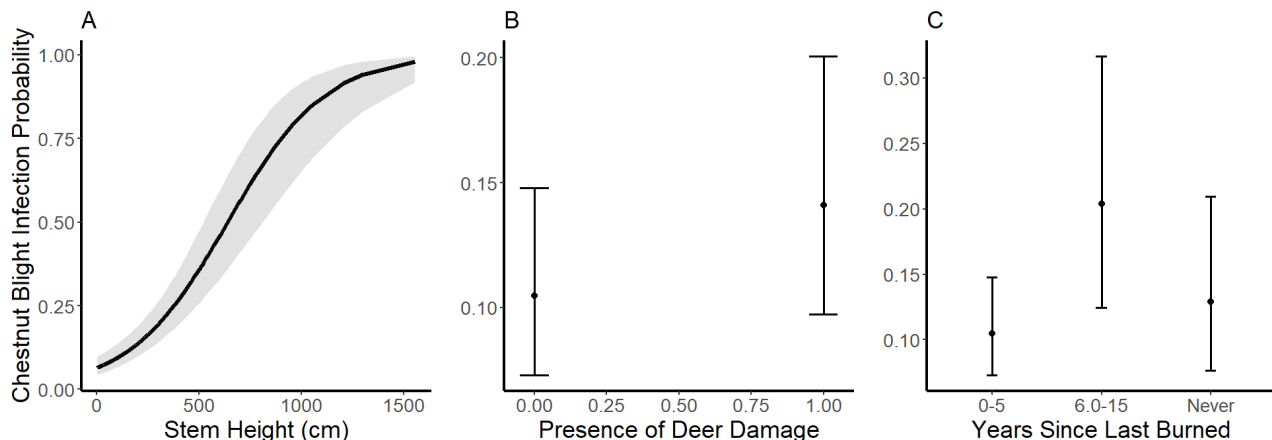 A
B
C
Chestnut Blight Infection Probability
1.00
0.75
0.50
0.25
0.00
0 500 1000 1500
Stem Height (cm)
0.20
0.15
0.10
0.00 0.25 0.50 0.75 1.00
Presence of Deer Damage
0.30
0.25
0.20
0.15
0.10
0-5 6.0-15 Never
Years Since Last Burned